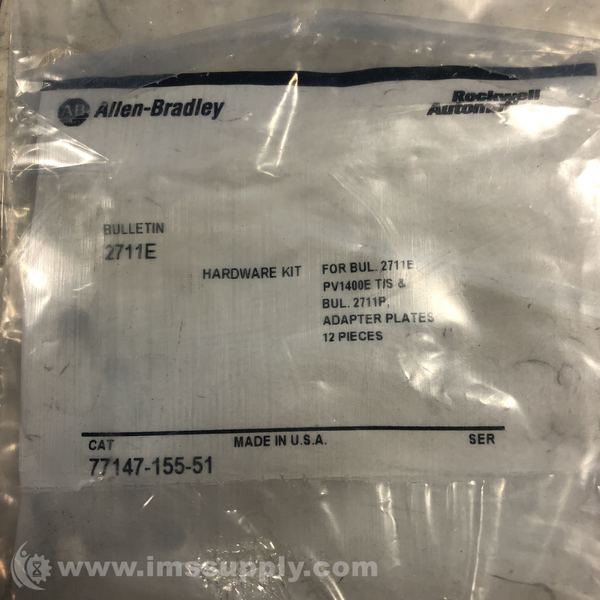 AB Allen-Bradley
Rockwell
Automation
BULLETIN
2711E
HARDWARE KIT
FOR BUL. 2711E,
PV1400E TIS &
BUL. 2711P,
ADAPTER PLATES
12 PIECES
CAT
MADE IN U.S.A.
SER
77147-155-51
www.imssupply.com